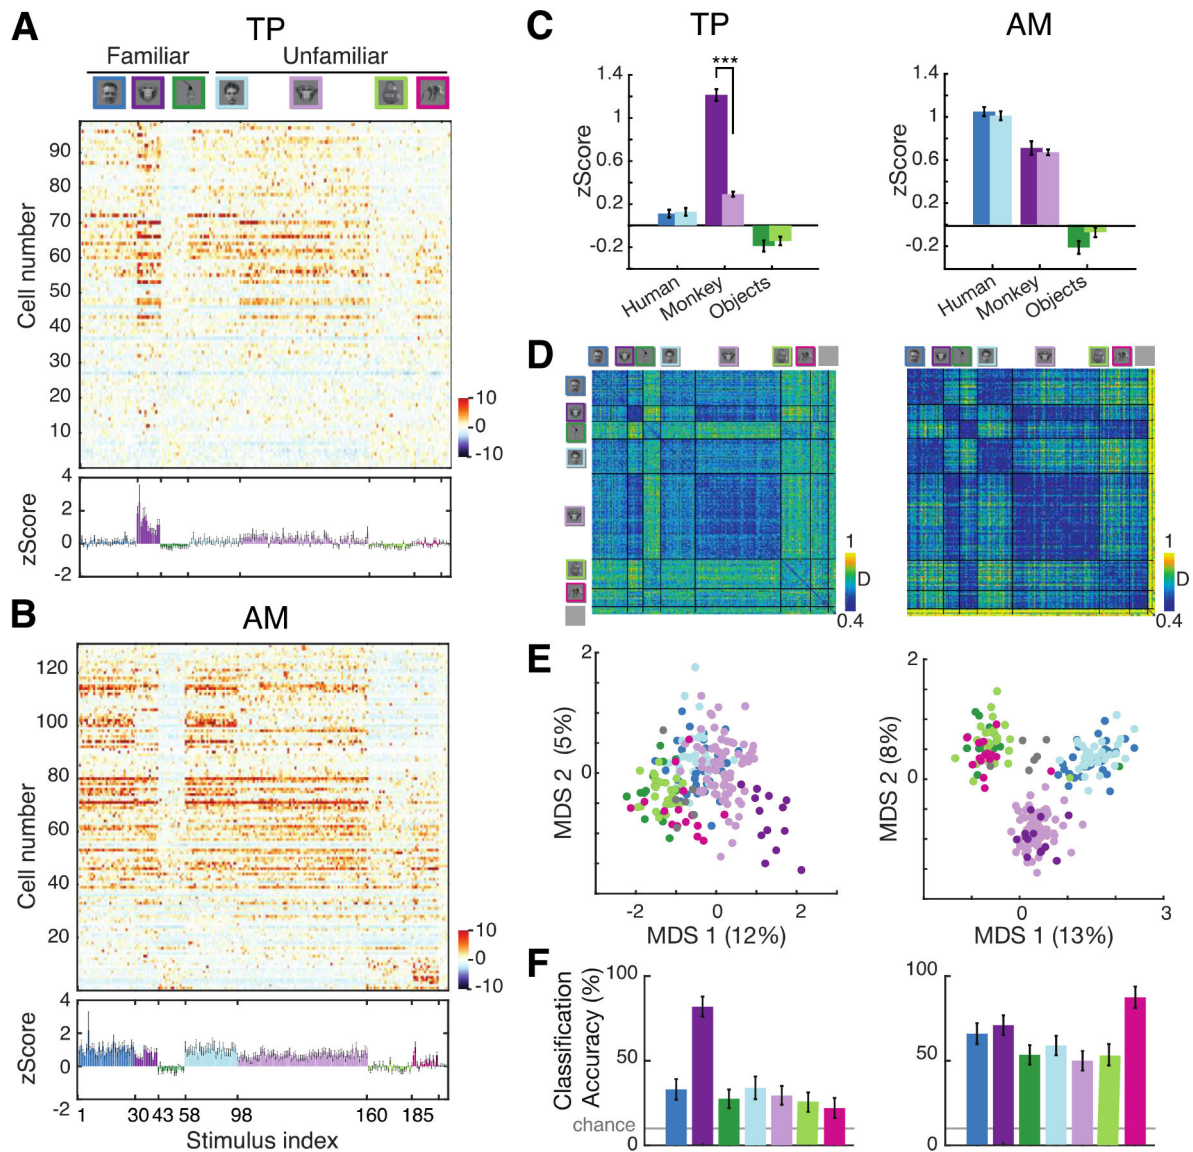 A
TP
Familiar
Unfamiliar
Cell number
90
80
70
60
50
40
30
20
10
10
0
-10
zScore
4
2
0
-2
B
AM
Cell number
120
100
80
60
40
20
10
0
-10
zScore
4
2
0
-2
1
30
43
58
98
160
185
Stimulus index
C
TP
AM
zScore
1.4
1
0.6
0.2
-0.2
***
Human
Monkey
Objects
zScore
1.4
1
0.6
0.2
-0.2
Human
Monkey
Objects
D
1
D
0.4
1
D
0.4
E
MDS 2 (5%)
2
0
-2
0
2
MDS 1 (12%)
MDS 2 (8%)
2
0
0
3
MDS 1 (13%)
F
Classification
Accuracy (%)
100
50
chance
0
100
50
0